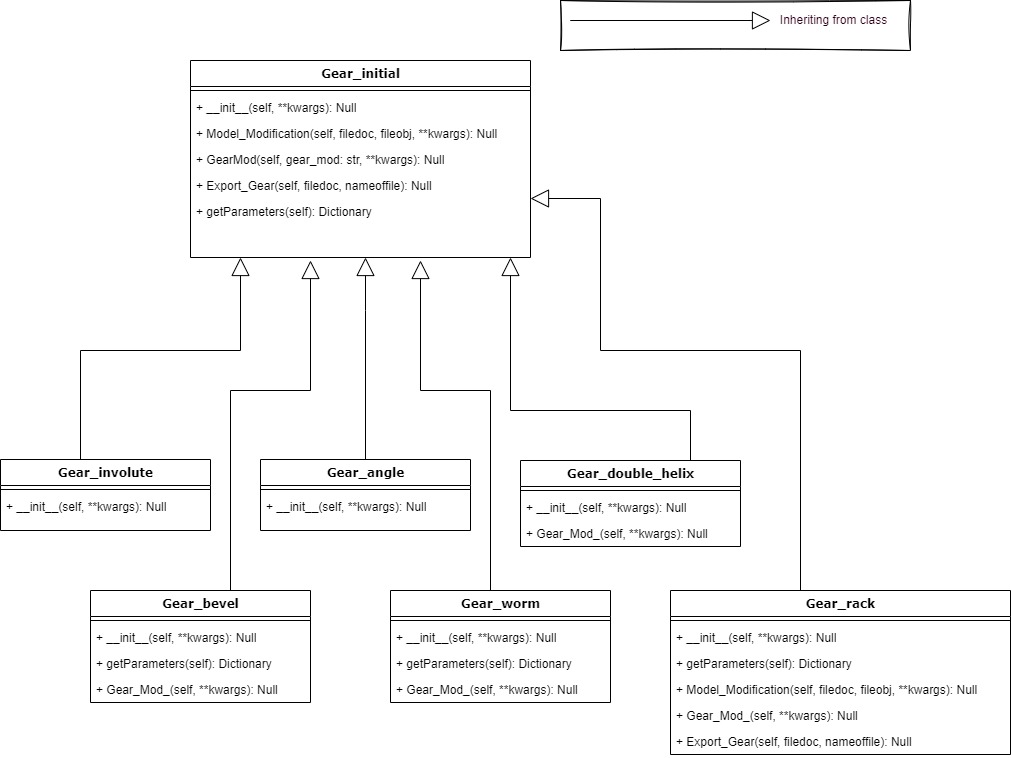 Inheriting from class
Gear_initial
+ __init__(self, **kwargs): Null
+ Model_Modification(self, filedoc, fileobj, **kwargs): Null
+ GearMod(self, gear_mod: str, **kwargs): Null
+ Export_Gear(self, filedoc, nameoffile): Null
+ getParameters(self): Dictionary
Gear_involute
+ __init__(self, **kwargs): Null
Gear_angle
+ __init__(self, **kwargs): Null
Gear_double_helix
+ __init__(self, **kwargs): Null
+ Gear_Mod_(self, **kwargs): Null
Gear_bevel
+ __init__(self, **kwargs): Null
+ getParameters(self): Dictionary
+ Gear_Mod_(self, **kwargs): Null
Gear_worm
+ __init__(self, **kwargs): Null
+ getParameters(self): Dictionary
+ Gear_Mod_(self, **kwargs): Null
Gear_rack
+ __init__(self, **kwargs): Null
+ getParameters(self): Dictionary
+ Model_Modification(self, filedoc, fileobj, **kwargs): Null
+ Gear_Mod_(self, **kwargs): Null
+ Export_Gear(self, filedoc, nameoffile): Null